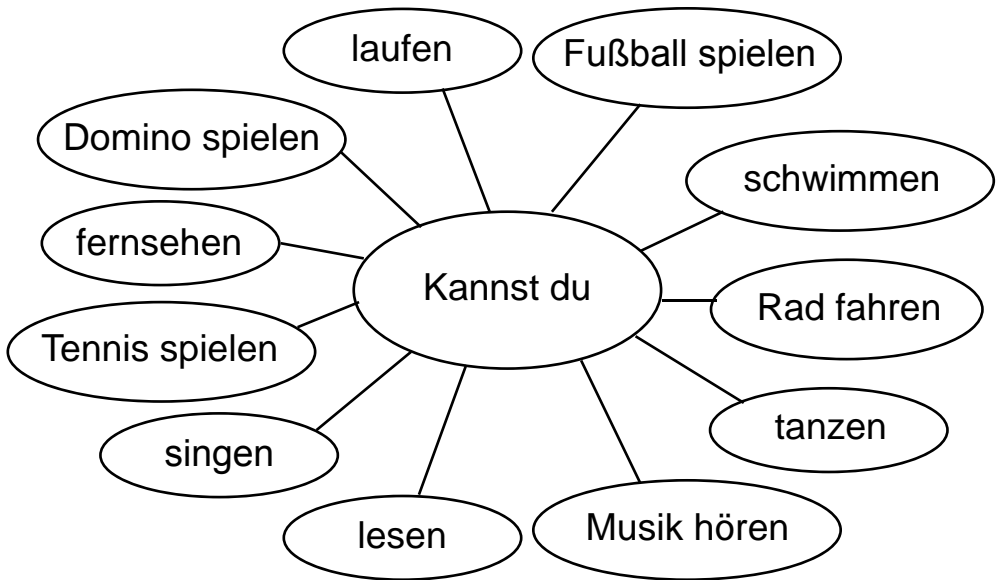 laufen
Fußball spielen
Domino spielen
schwimmen
fernsehen
Kannst du
Rad fahren
Tennis spielen
tanzen
singen
lesen
Musik hören